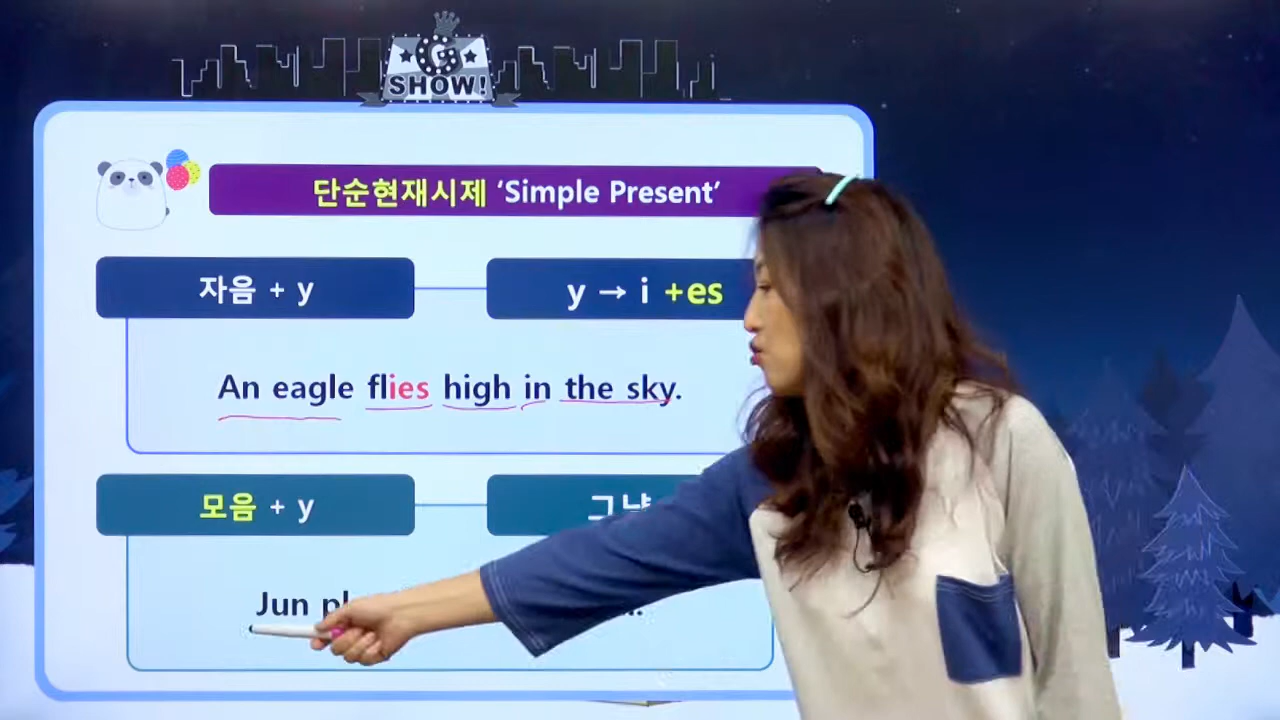 G
SHOW!
단순현재시제 ‘Simple Present’
자음 + y
y → i +es
An eagle flies high in the sky.
모음 + y
Jun